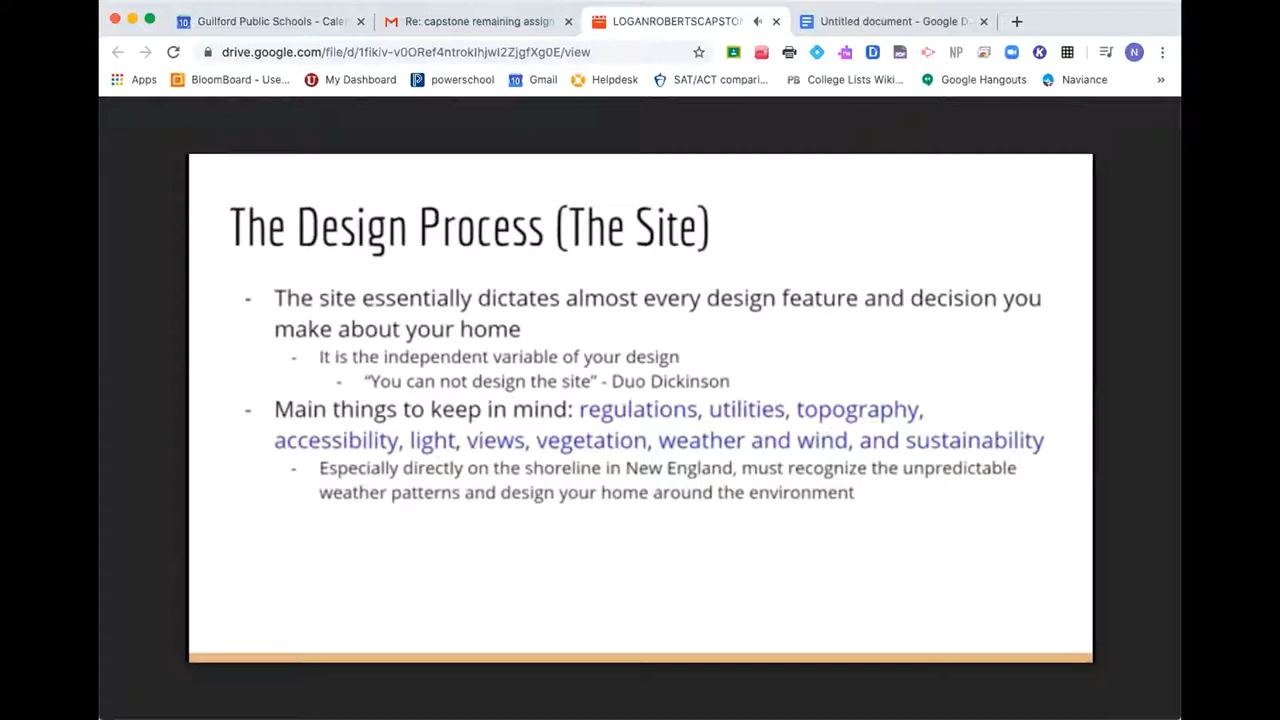 Guilford Public Schools - Cale
Re: capstone remaining assign
LOGANROBERTSCAPSTON
Untitled document - Google D
drive.google.com/file/d/1fikiv-v0ORef4ntrokIhjwI2ZjgfXg0E/view
Apps
BloomBoard - Use...
My Dashboard
powerschool
Gmail
Helpdesk
SAT/ACT compari...
College Lists Wiki...
Google Hangouts
Naviance
»
The Design Process (The Site)
- The site essentially dictates almost every design feature and decision you
make about your home
- It is the independent variable of your design
- “You can not design the site” - Duo Dickinson
- Main things to keep in mind: regulations, utilities, topography,
accessibility, light, views, vegetation, weather and wind, and sustainability
- Especially directly on the shoreline in New England, must recognize the unpredictable
weather patterns and design your home around the environment